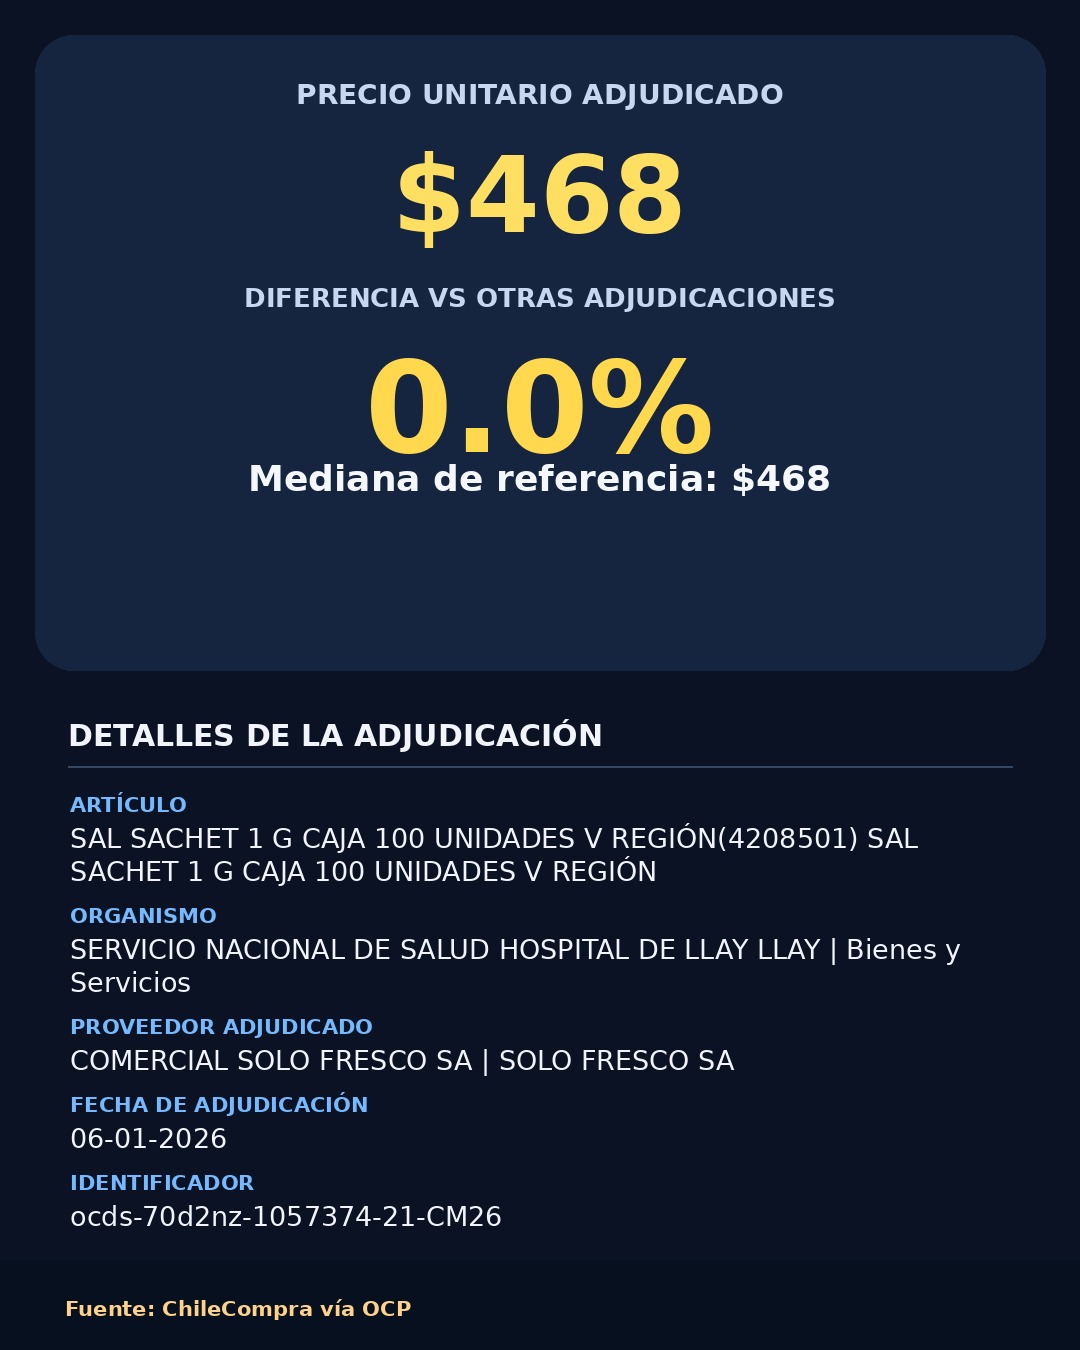 PRECIO UNITARIO ADJUDICADO
$468
DIFERENCIA VS OTRAS ADJUDICACIONES
0.0%
Mediana de referencia: $468
DETALLES DE LA ADJUDICACIÓN
ARTÍCULO
SAL SACHET 1 G CAJA 100 UNIDADES V REGIÓN(4208501) SAL
SACHET 1 G CAJA 100 UNIDADES V REGIÓN
ORGANISMO
SERVICIO NACIONAL DE SALUD HOSPITAL DE LLAY LLAY | Bienes y
Servicios
PROVEEDOR ADJUDICADO
COMERCIAL SOLO FRESCO SA | SOLO FRESCO SA
FECHA DE ADJUDICACIÓN
06-01-2026
IDENTIFICADOR
ocds-70d2nz-1057374-21-CM26
Fuente: ChileCompra vía OCP